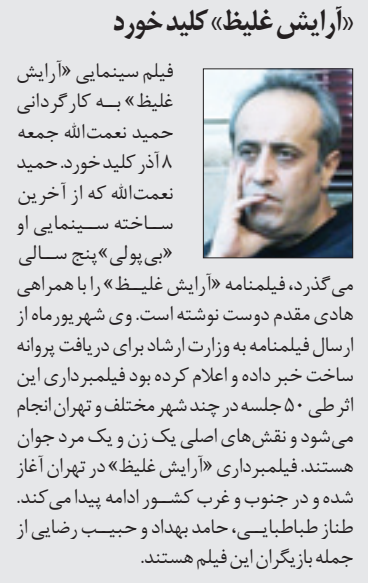 «آرایش غلیظ» کلید خورد
فیلم سینمایی «آرایش
غلیظ» به کارگردانی
حمید نعمت‌الله جمعه
۸ آذر کلید خورد. حمید
نعمت‌الله که از آخرین
ساخته سینمایی او
«بی‌پولی» پنج سالی
می‌گذرد، فیلمنامه «آرایش غلیظ» را با همراهی
هادی مقدم دوست نوشته است. وی شهریورماه از
ارسال فیلمنامه به وزارت ارشاد برای دریافت پروانه
ساخت خبر داده و اعلام کرده بود فیلمبرداری این
اثر طی ۵۰ جلسه در چند شهر مختلف و تهران انجام
می‌شود و نقش‌های اصلی یک زن و یک مرد جوان
هستند. فیلمبرداری «آرایش غلیظ» در تهران آغاز
شده و در جنوب و غرب کشور ادامه پیدا می‌کند.
طناز طباطبایی، حامد بهداد و حبیب رضایی از
جمله بازیگران این فیلم هستند.